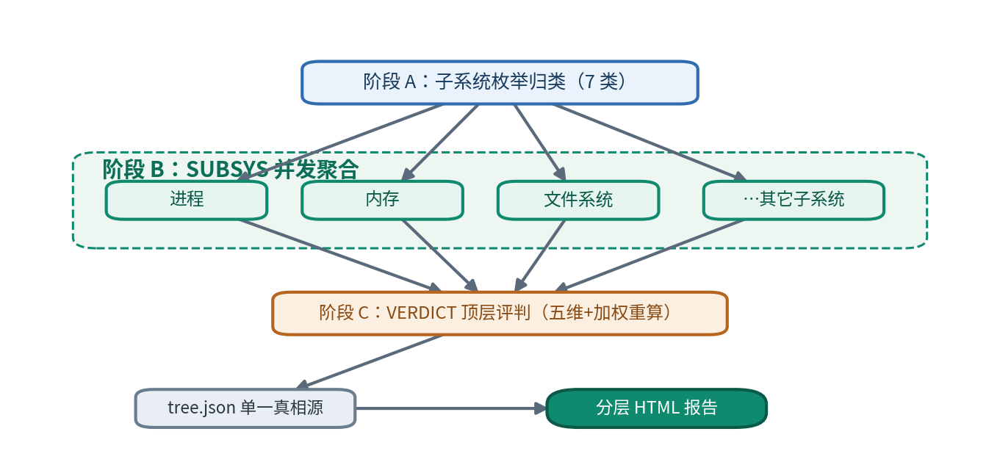 阶段 A：子系统枚举归类（7 类）
阶段 B：SUBSYS 并发聚合
进程
内存
文件系统
…其它子系统
阶段 C：VERDICT 顶层评判（五维+加权重算）
tree.json 单一真相源
分层 HTML 报告